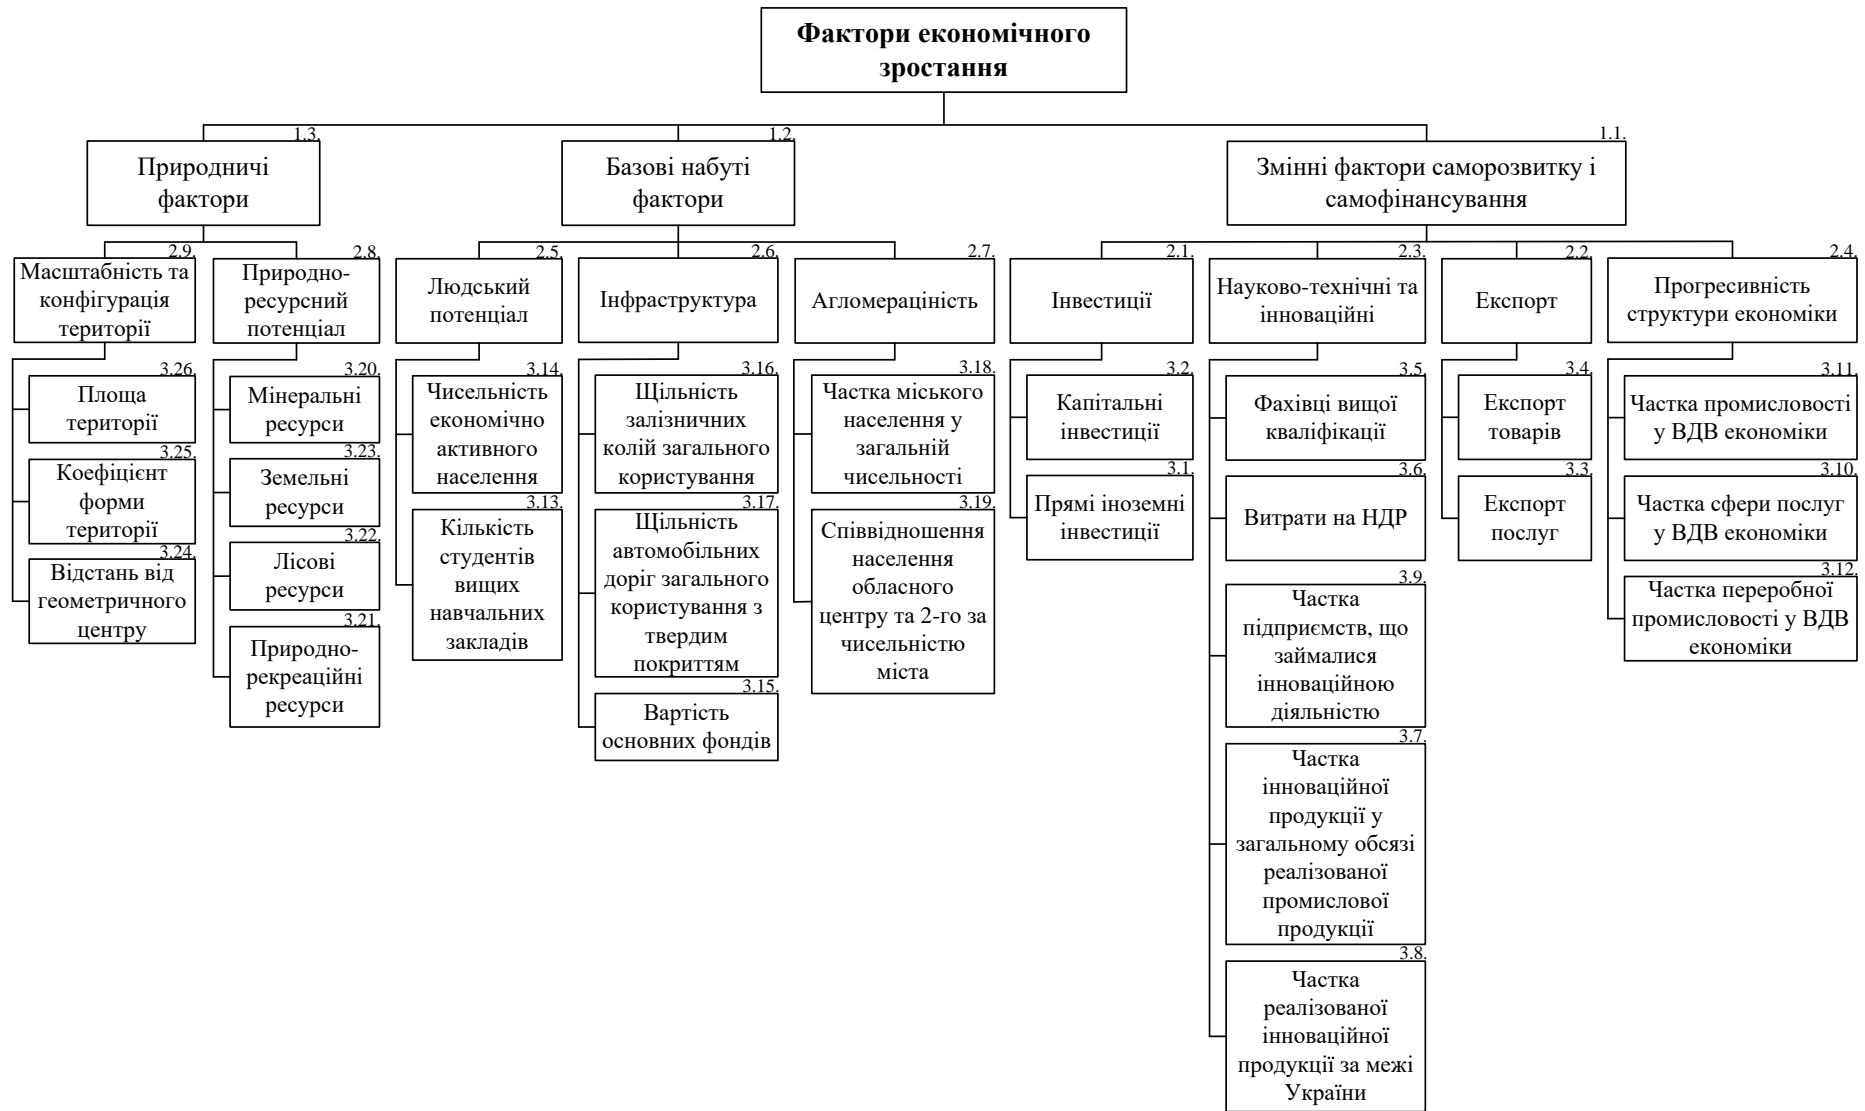 Фактори економічного
зростання
1.3.
Природничі
фактори
1.2.
Базові набуті
фактори
1.1.
Змінні фактори саморозвитку і
самофінансування
2.9.
Масштабність та
конфігурація
території
2.8.
Природно-
ресурсний
потенціал
2.5.
Людський
потенціал
2.6.
Інфраструктура
2.7.
Агломераціність
2.1.
Інвестиції
2.3.
Науково-технічні та
інноваційні
2.2.
Експорт
2.4.
Прогресивність
структури економіки
3.26.
Площа
території
3.25.
Коефіцієнт
форми
території
3.24.
Відстань від
геометричного
центру
3.20.
Мінеральні
ресурси
3.23.
Земельні
ресурси
3.22.
Лісові
ресурси
3.21.
Природно-
рекреаційні
ресурси
3.14.
Чисельність
економічно
активного
населення
3.13.
Кількість
студентів
вищих
навчальних
закладів
3.16.
Щільність
залізничних
колій загального
користування
3.17.
Щільність
автомобільних
доріг загального
користування з
твердим
покриттям
3.15.
Вартість
основних фондів
3.18.
Частка міського
населення у
загальній
чисельності
3.19.
Співвідношення
населення
обласного
центру та 2-го за
чисельністю
міста
3.2.
Капітальні
інвестиції
3.1.
Прямі іноземні
інвестиції
3.5.
Фахівці вищої
кваліфікації
3.6.
Витрати на НДР
3.9.
Частка
підприємств, що
займалися
інноваційною
діяльністю
3.7.
Частка
інноваційної
продукції у
загальному обсязі
реалізованої
промислової
продукції
3.8.
Частка
реалізованої
інноваційної
продукції за межі
України
3.4.
Експорт
товарів
3.3.
Експорт
послуг
3.11.
Частка промисловості
у ВДВ економіки
3.10.
Частка сфери послуг
у ВДВ економіки
3.12.
Частка переробної
промисловості у ВДВ
економіки